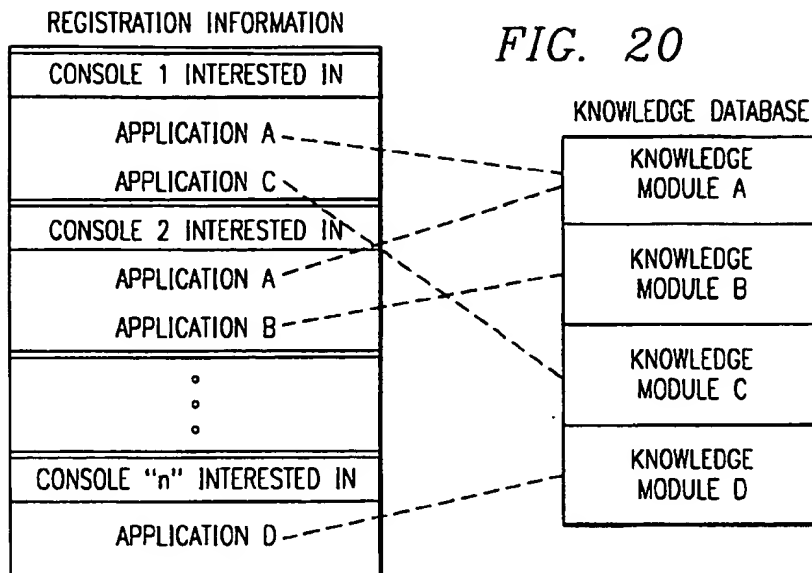 REGISTRATION INFORMATION
FIG. 20
CONSOLE 1 INTERESTED IN
APPLICATION A
APPLICATION C
CONSOLE 2 INTERESTED IN
APPLICATION A
APPLICATION B
CONSOLE "n" INTERESTED IN
APPLICATION D
KNOWLEDGE DATABASE
KNOWLEDGE
MODULE A
KNOWLEDGE
MODULE B
KNOWLEDGE
MODULE C
KNOWLEDGE
MODULE D